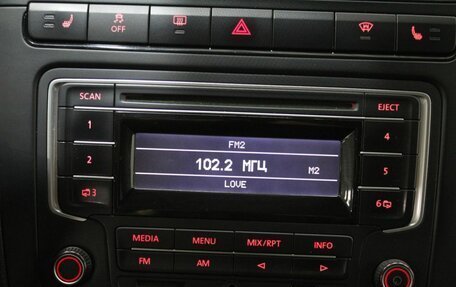 OFF
SCAN
EJECT
1
2
3
4
5
6
FM2
102.2 МГЦ
M2
LOVE
MEDIA MENU MIX/RPT INFO
FM AM